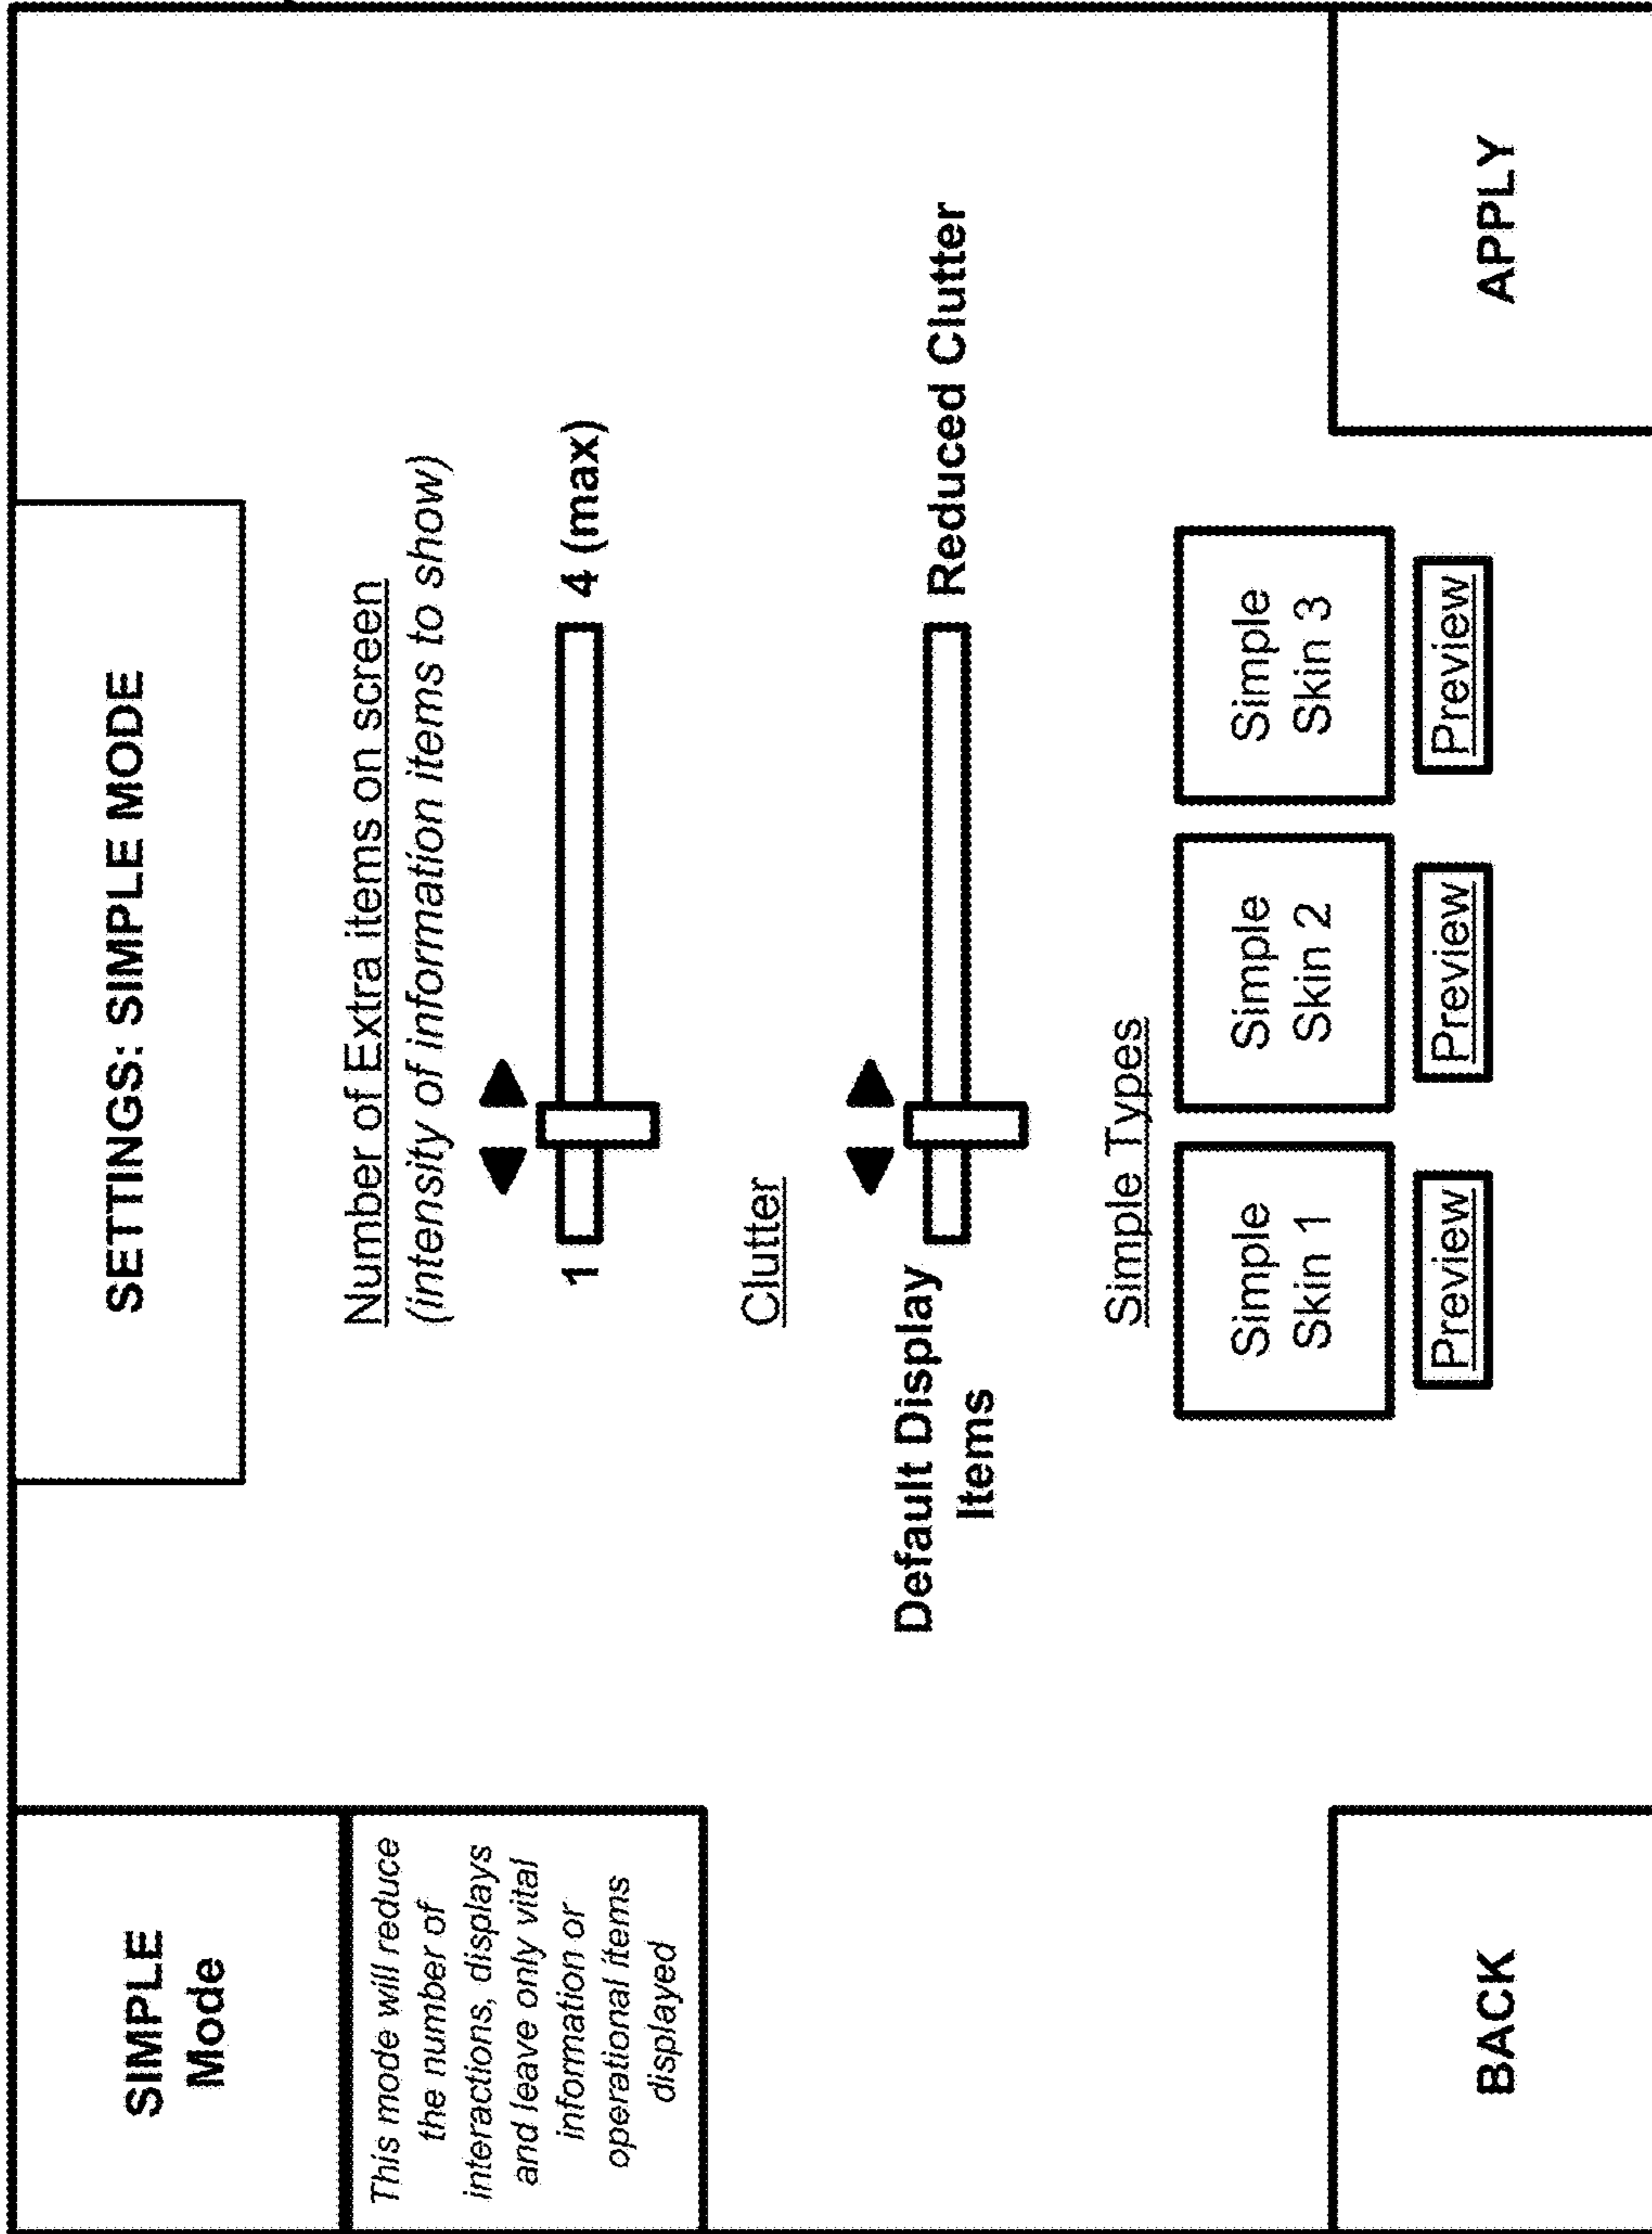 SIMPLE
Mode
This mode will reduce
the number of
interactions, displays
and leave only vital
information or
operational items
displayed
SETTINGS: SIMPLE MODE
Number of Extra items on screen
(intensity of information items to show)
1
4 (max)
Clutter
Default Display
Items
Reduced Clutter
Simple Types
Simple
Skin 1
Simple
Skin 2
Simple
Skin 3
Preview
Preview
Preview
BACK
APPLY